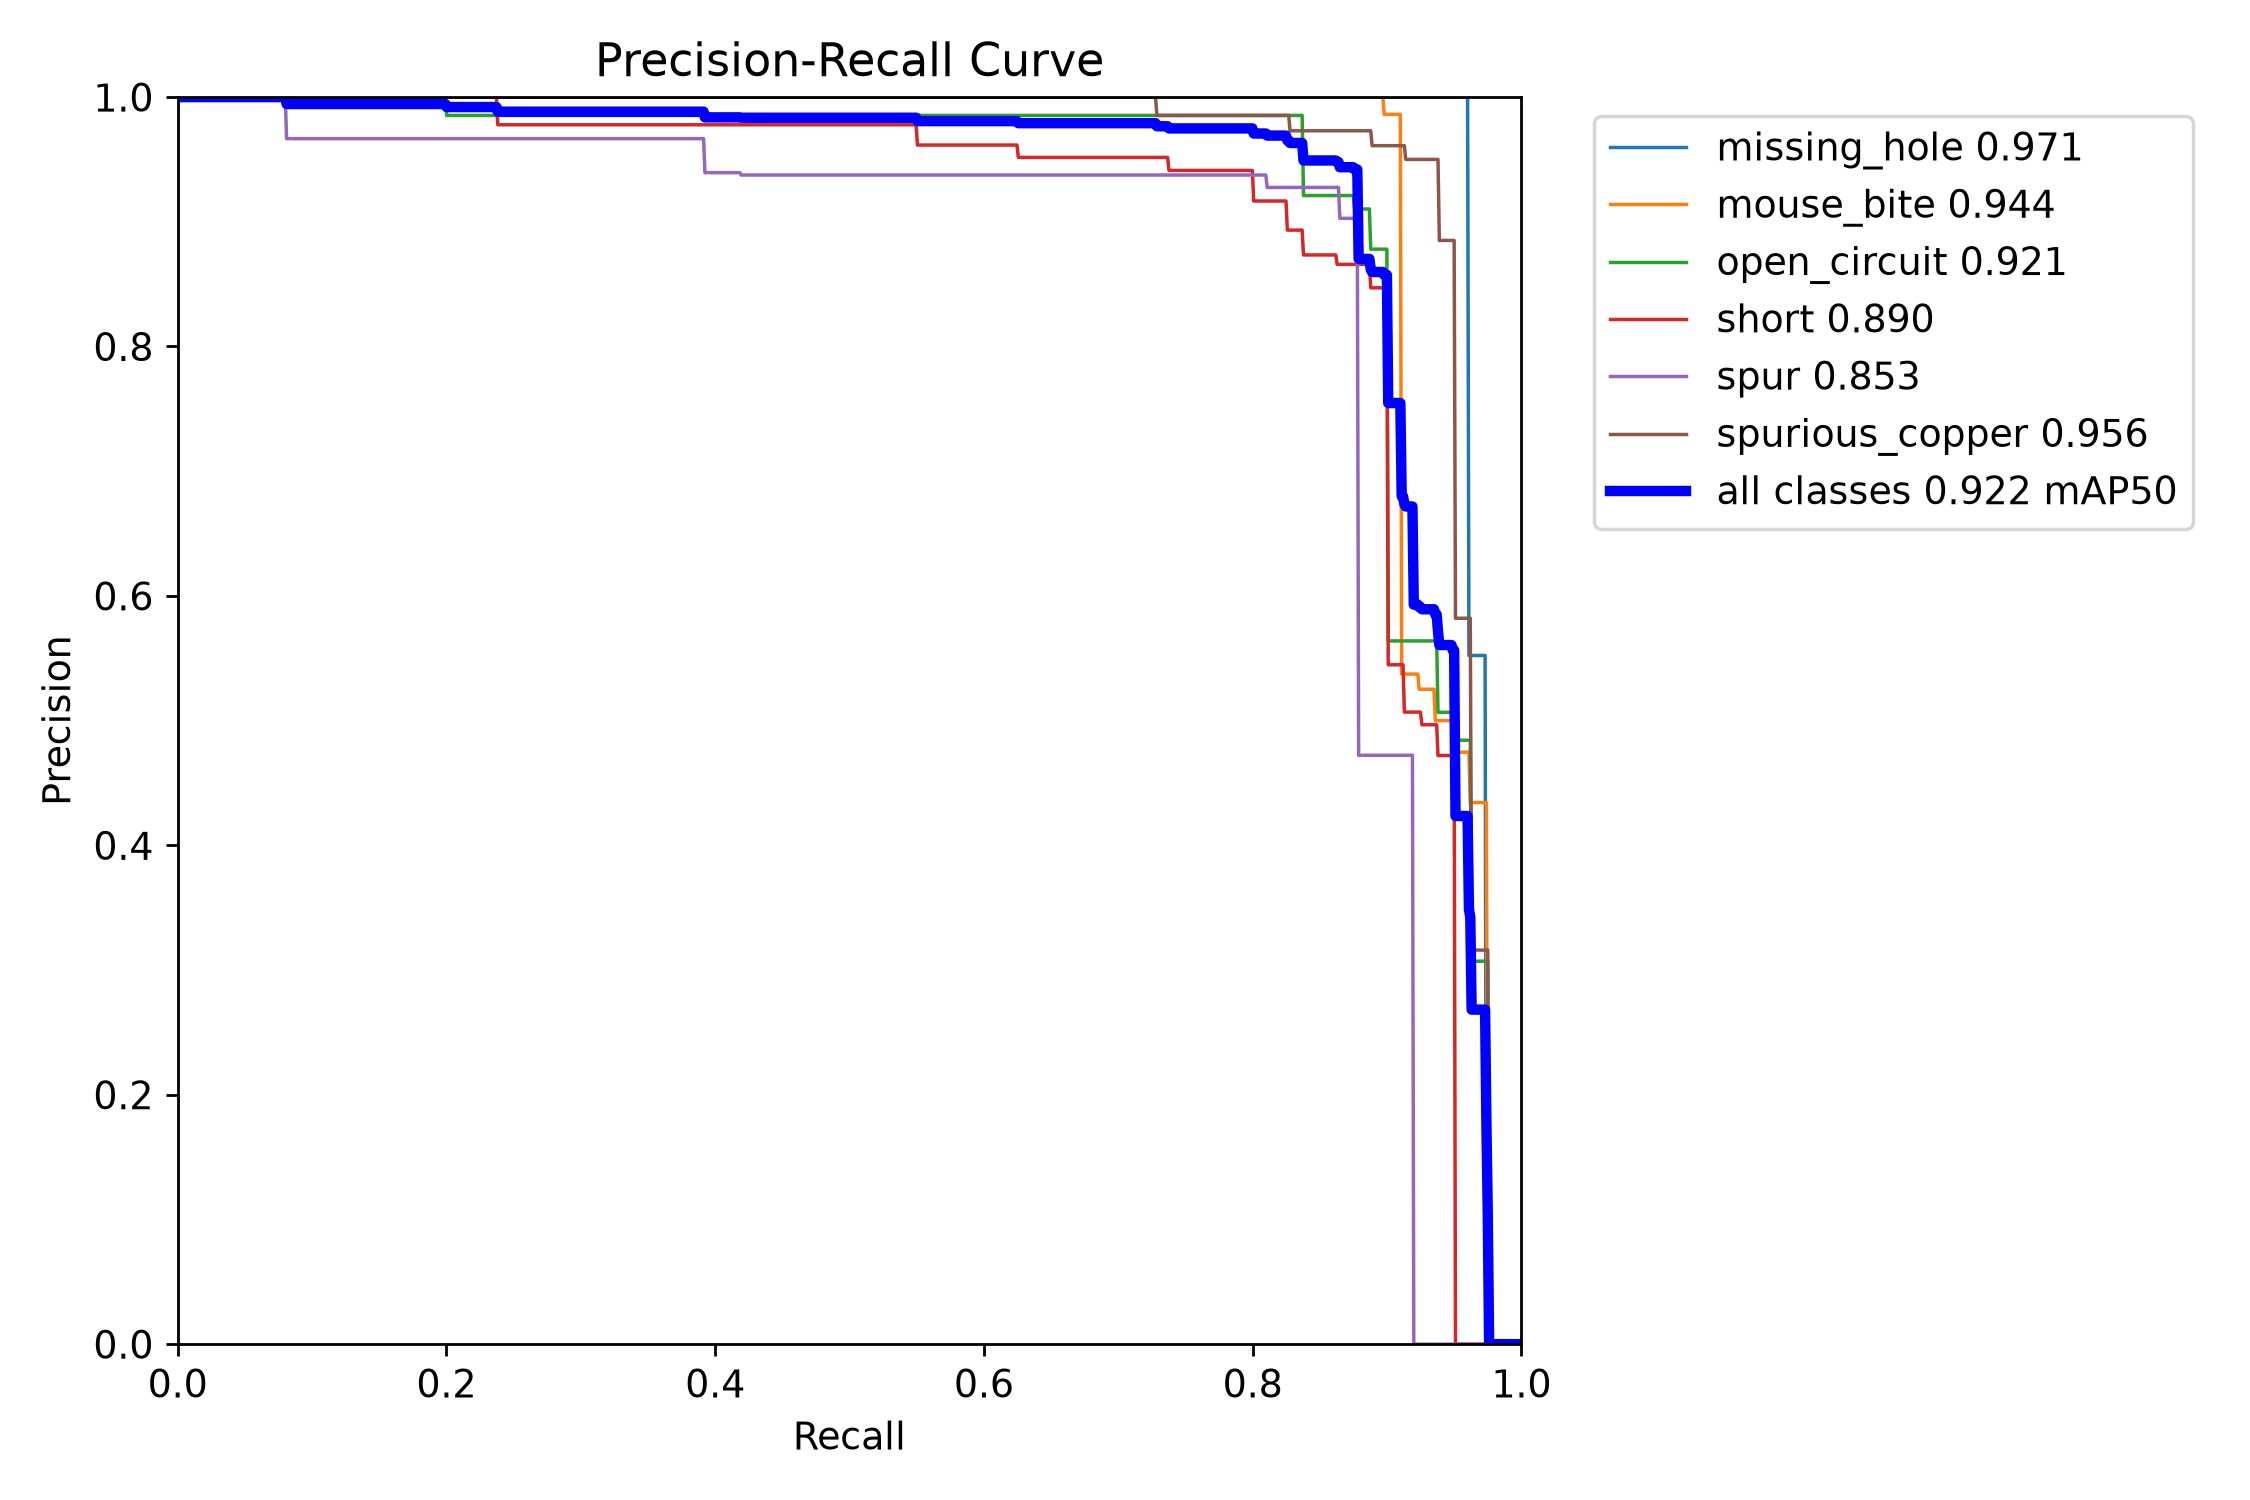 Precision-Recall Curve
1.0
0.8
0.6
0.4
0.2
0.0
Precision
0.0 0.2 0.4 0.6 0.8 1.0
Recall
missing_hole 0.971
mouse_bite 0.944
open_circuit 0.921
short 0.890
spur 0.853
spurious_copper 0.956
all classes 0.922 mAP50